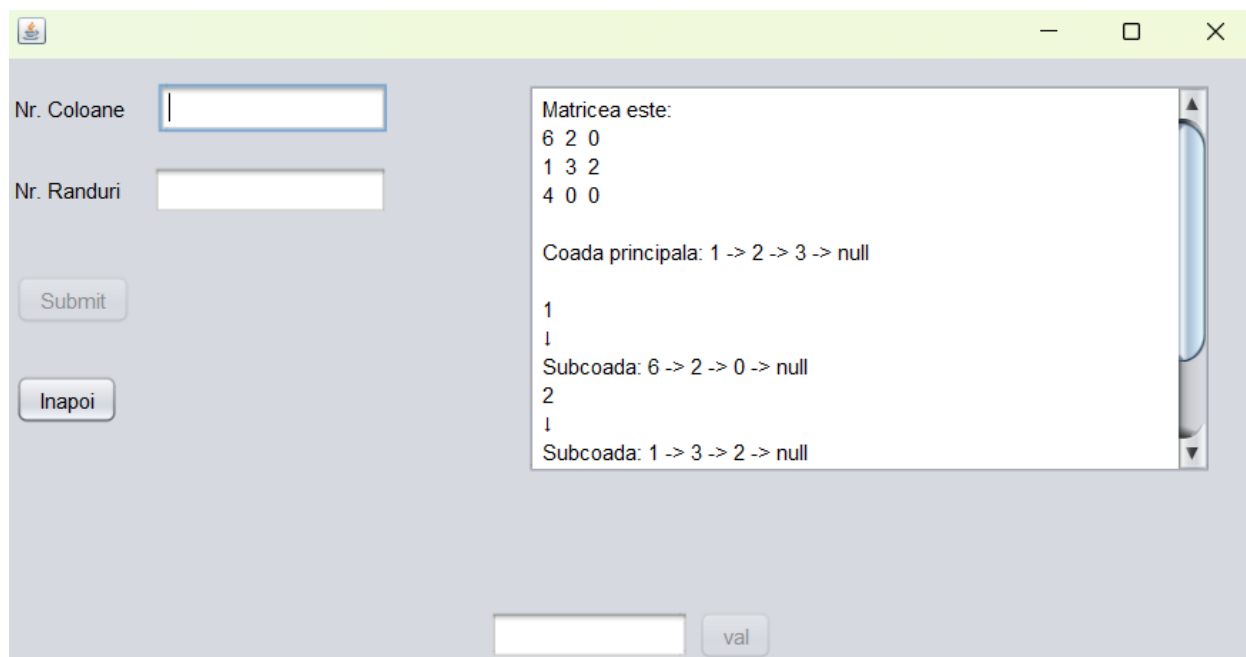 Nr. Coloane
Nr. Randuri
Submit
Inapoi
Matricea este:
6 2 0
1 3 2
4 0 0
Coada principala: 1 -> 2 -> 3 -> null
1
↓
Subcoada: 6 -> 2 -> 0 -> null
2
↓
Subcoada: 1 -> 3 -> 2 -> null
val